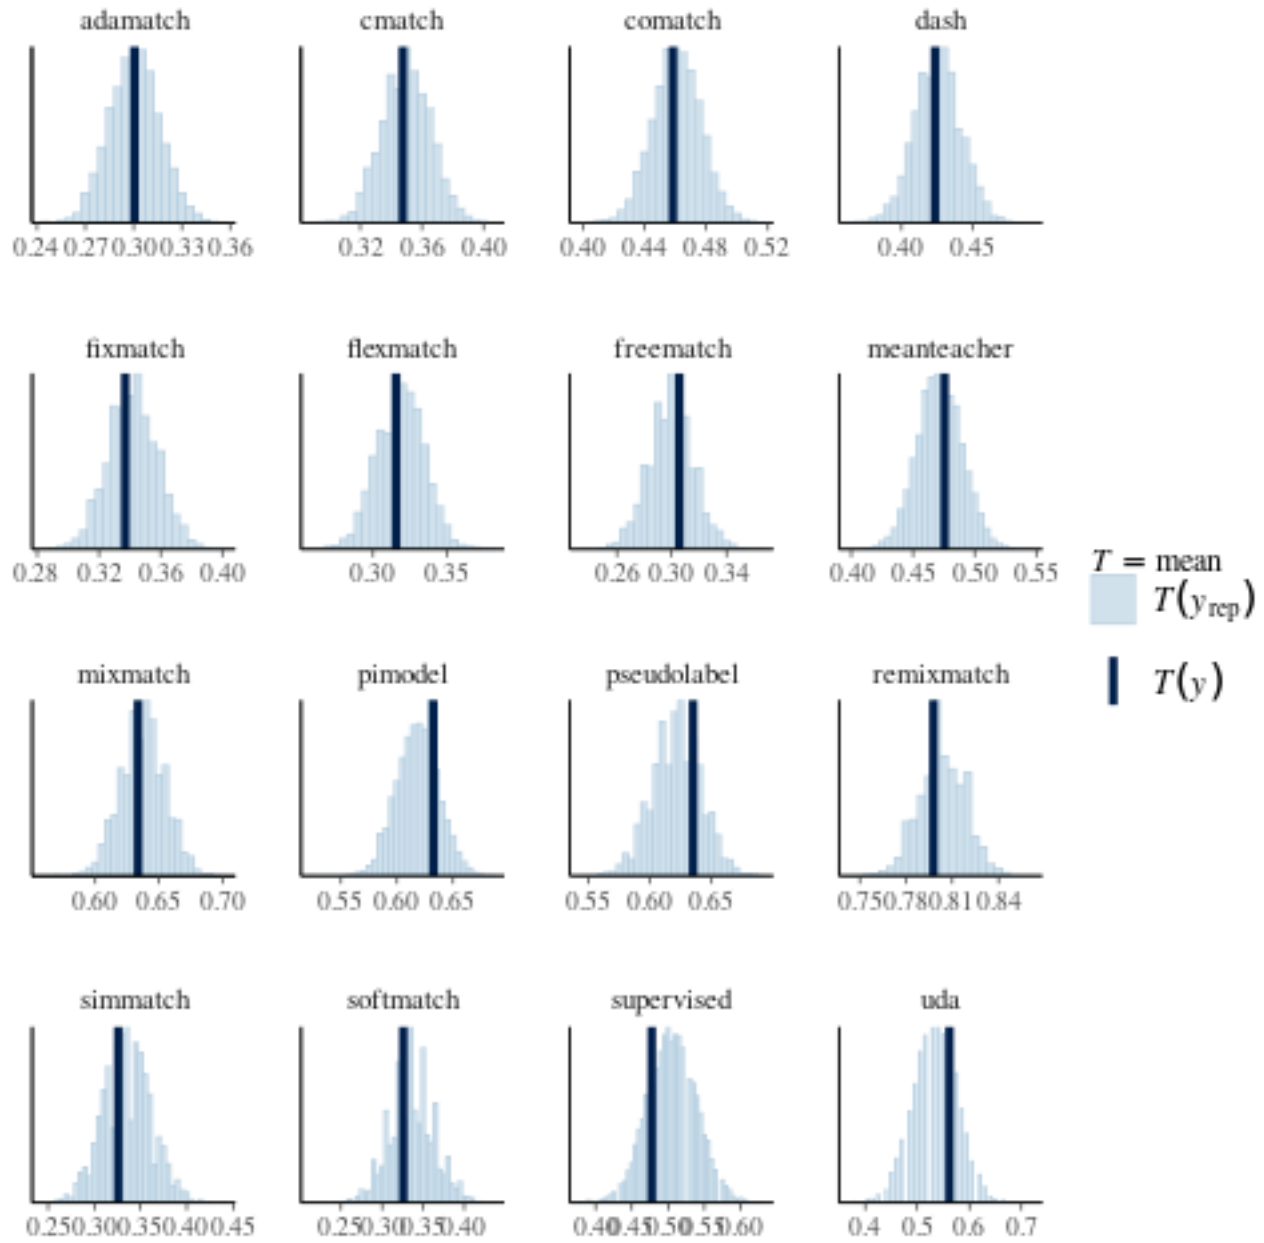 adamatch cmatch comatch dash
0.24 0.27 0.30 0.33 0.36 0.32 0.36 0.40 0.40 0.44 0.48 0.52 0.40 0.45
fixmatch flexmatch freematch meanteacher
0.28 0.32 0.36 0.40 0.30 0.35 0.26 0.30 0.34 0.40 0.45 0.50 0.55
T = mean
T(yrep)
mixmatch pimodel pseudolabel remixmatch
T(y)
0.60 0.65 0.70 0.55 0.60 0.65 0.55 0.60 0.65 0.75 0.78 0.81 0.84
simmatch softmatch supervised uda
0.25 0.30 0.35 0.40 0.45 0.25 0.30 0.35 0.40 0.40 0.45 0.50 0.55 0.60 0.4 0.5 0.6 0.7